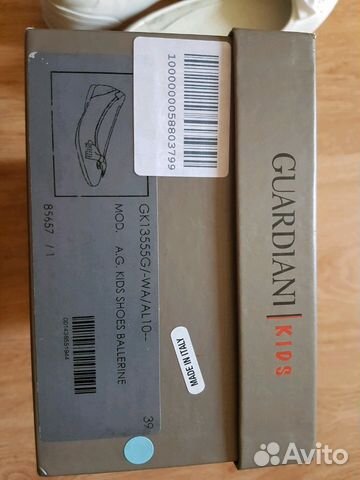 GUARDIANI | KIDS
1000000058803799
GK13555G/-WA/AL10--
MOD. A.G. KIDS SHOES BALLERINE
85657 / 1
39
MADE IN ITALY
Avito